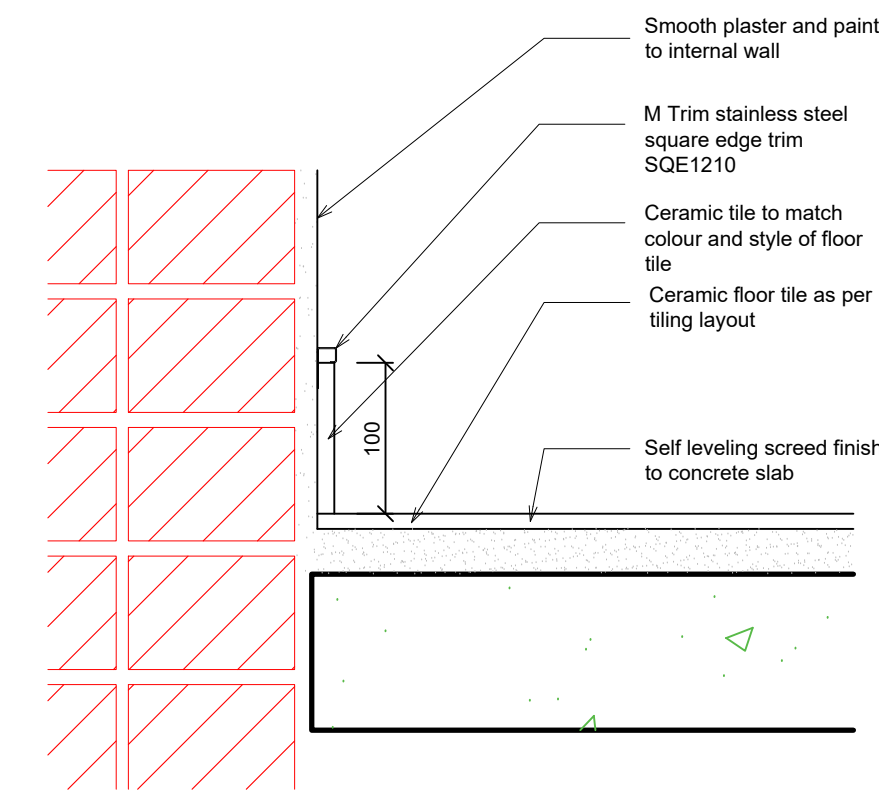 Smooth plaster and paint
to internal wall
M Trim stainless steel
square edge trim
SQE1210
Ceramic tile to match
colour and style of floor
tile
Ceramic floor tile as per
tiling layout
100
Self leveling screed finish
to concrete slab